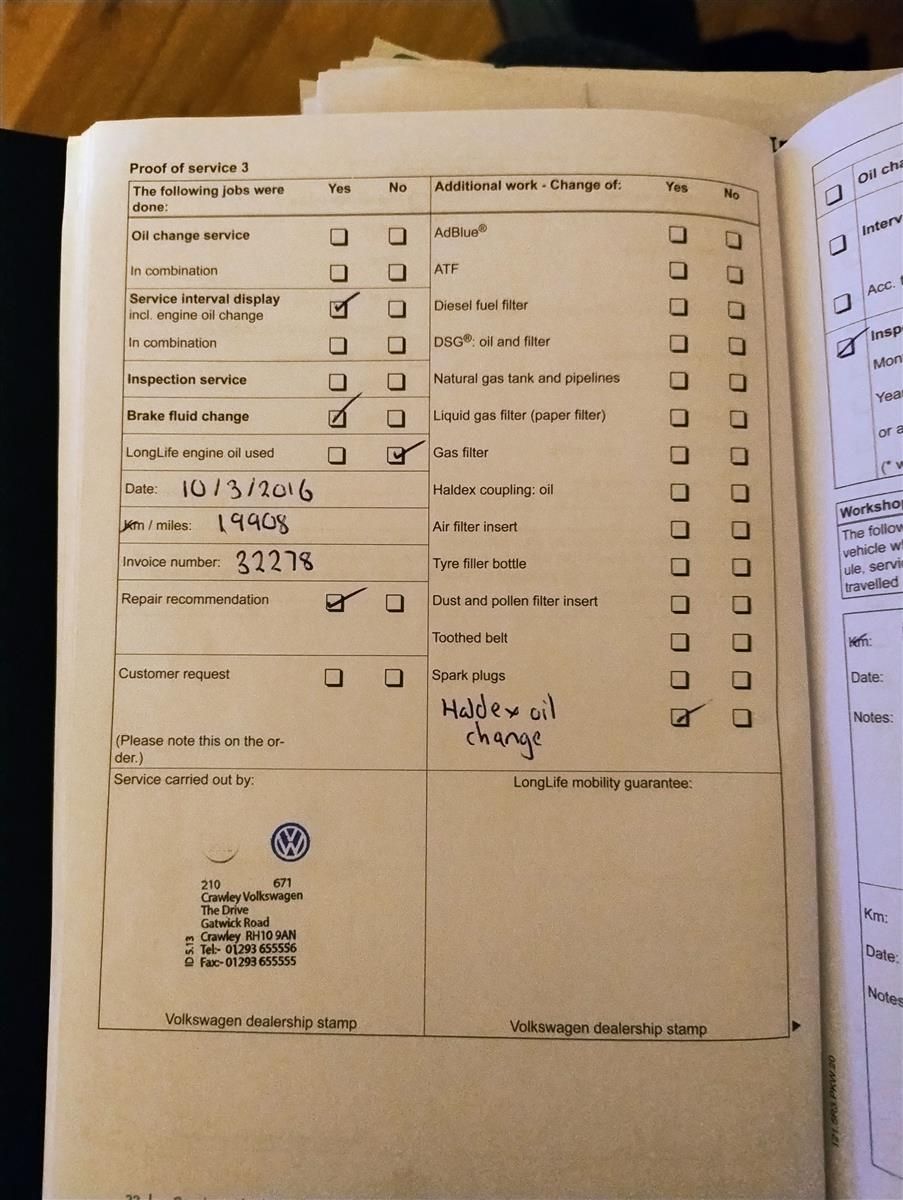 Proof of service 3
The following jobs were done: Yes No
Oil change service
In combination
Service interval display
incl. engine oil change
In combination
Inspection service
Brake fluid change
LongLife engine oil used
Date: 10/3/2016
Km / miles: 19908
Invoice number: 32278
Repair recommendation
Customer request
(Please note this on the or-
der.)
Additional work - Change of: Yes No
AdBlue®
ATF
Diesel fuel filter
DSG®: oil and filter
Natural gas tank and pipelines
Liquid gas filter (paper filter)
Gas filter
Haldex coupling: oil
Air filter insert
Tyre filler bottle
Dust and pollen filter insert
Toothed belt
Spark plugs
Haldex oil
change
Service carried out by:
210 671
Crawley Volkswagen
The Drive
Gatwick Road
Crawley RH10 9AN
Tel:- 01293 655556
Fax:- 01293 655555
ID 5.13
Volkswagen dealership stamp
LongLife mobility guarantee:
Volkswagen dealership stamp
Oil cha
Interv
Acc. t
Insp
Mon
Yea
or a
(* w
Workshop
The follow
vehicle w
ule, servi
travelled
Km:
Date:
Notes:
Km:
Date:
Notes